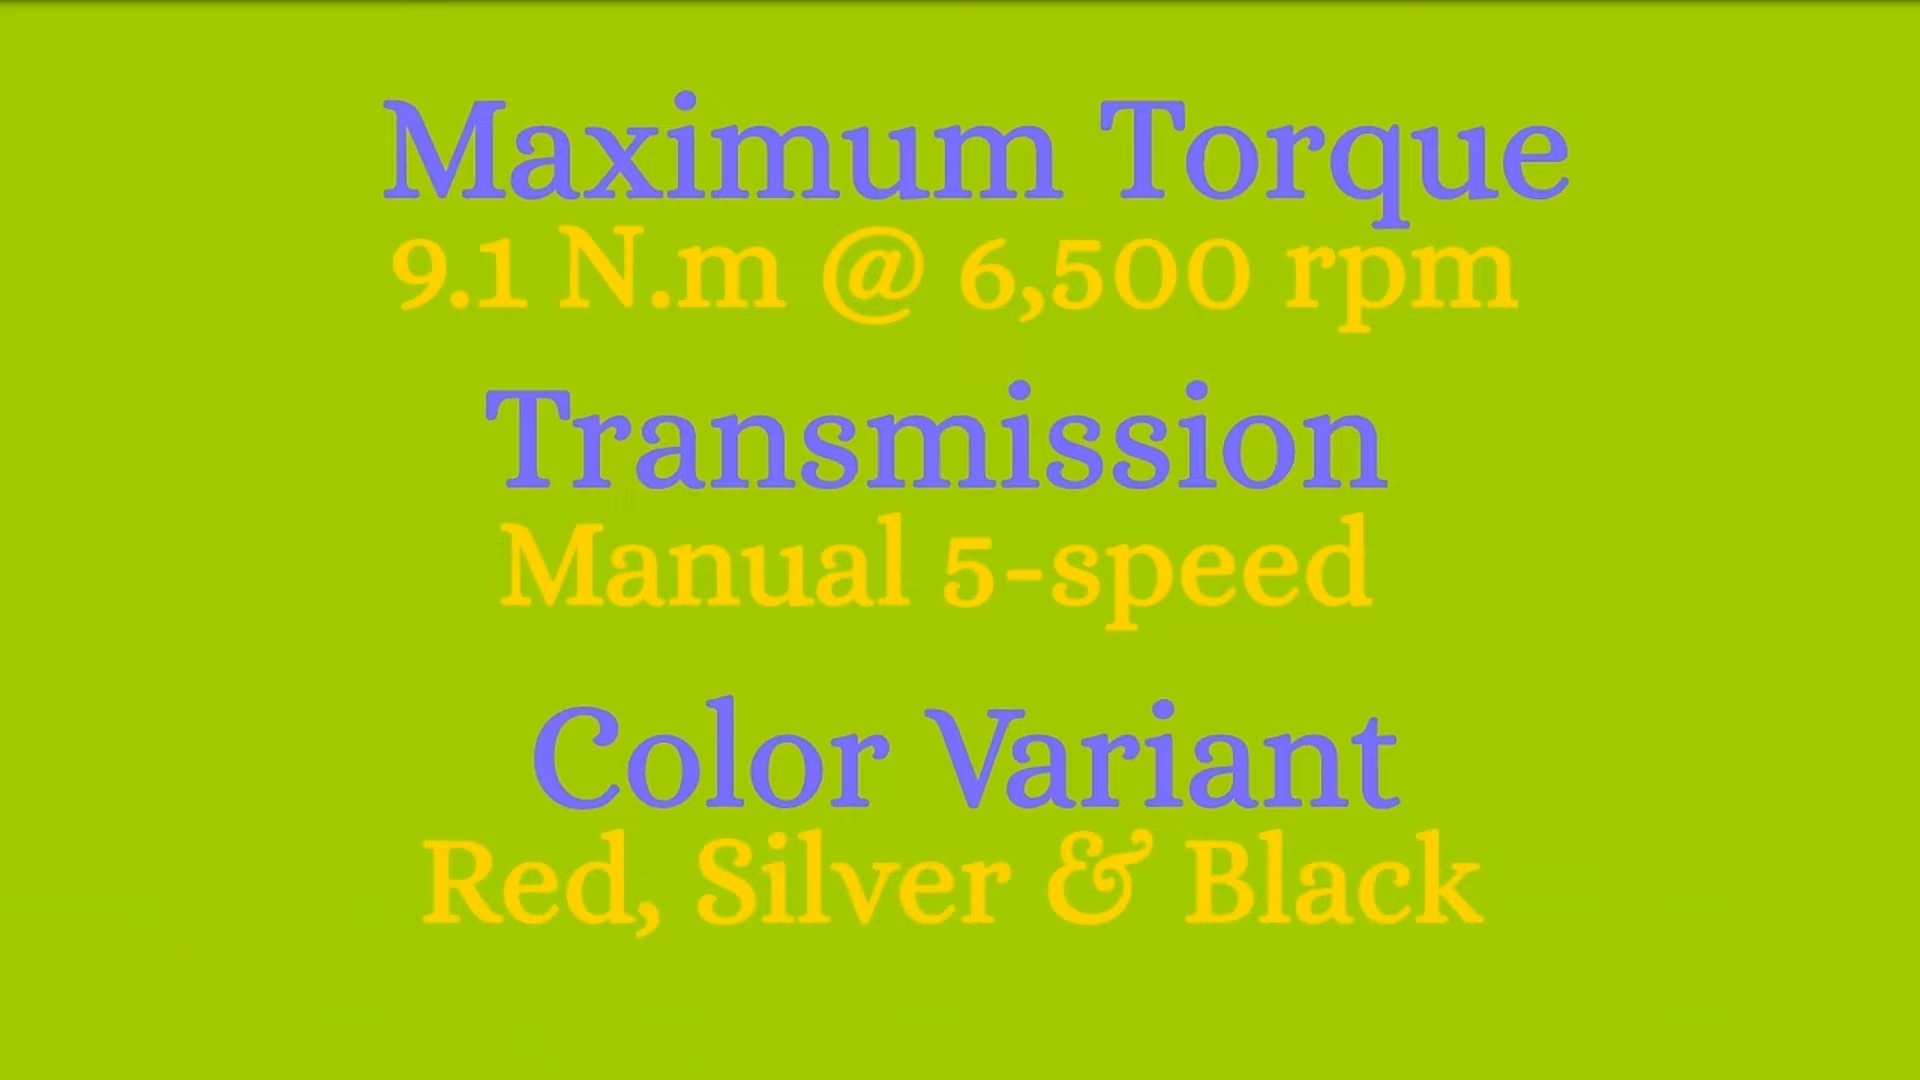 Maximum Torque
9.1 N.m @ 6,500 rpm
Transmission
Manual 5-speed
Color Variant
Red, Silver & Black